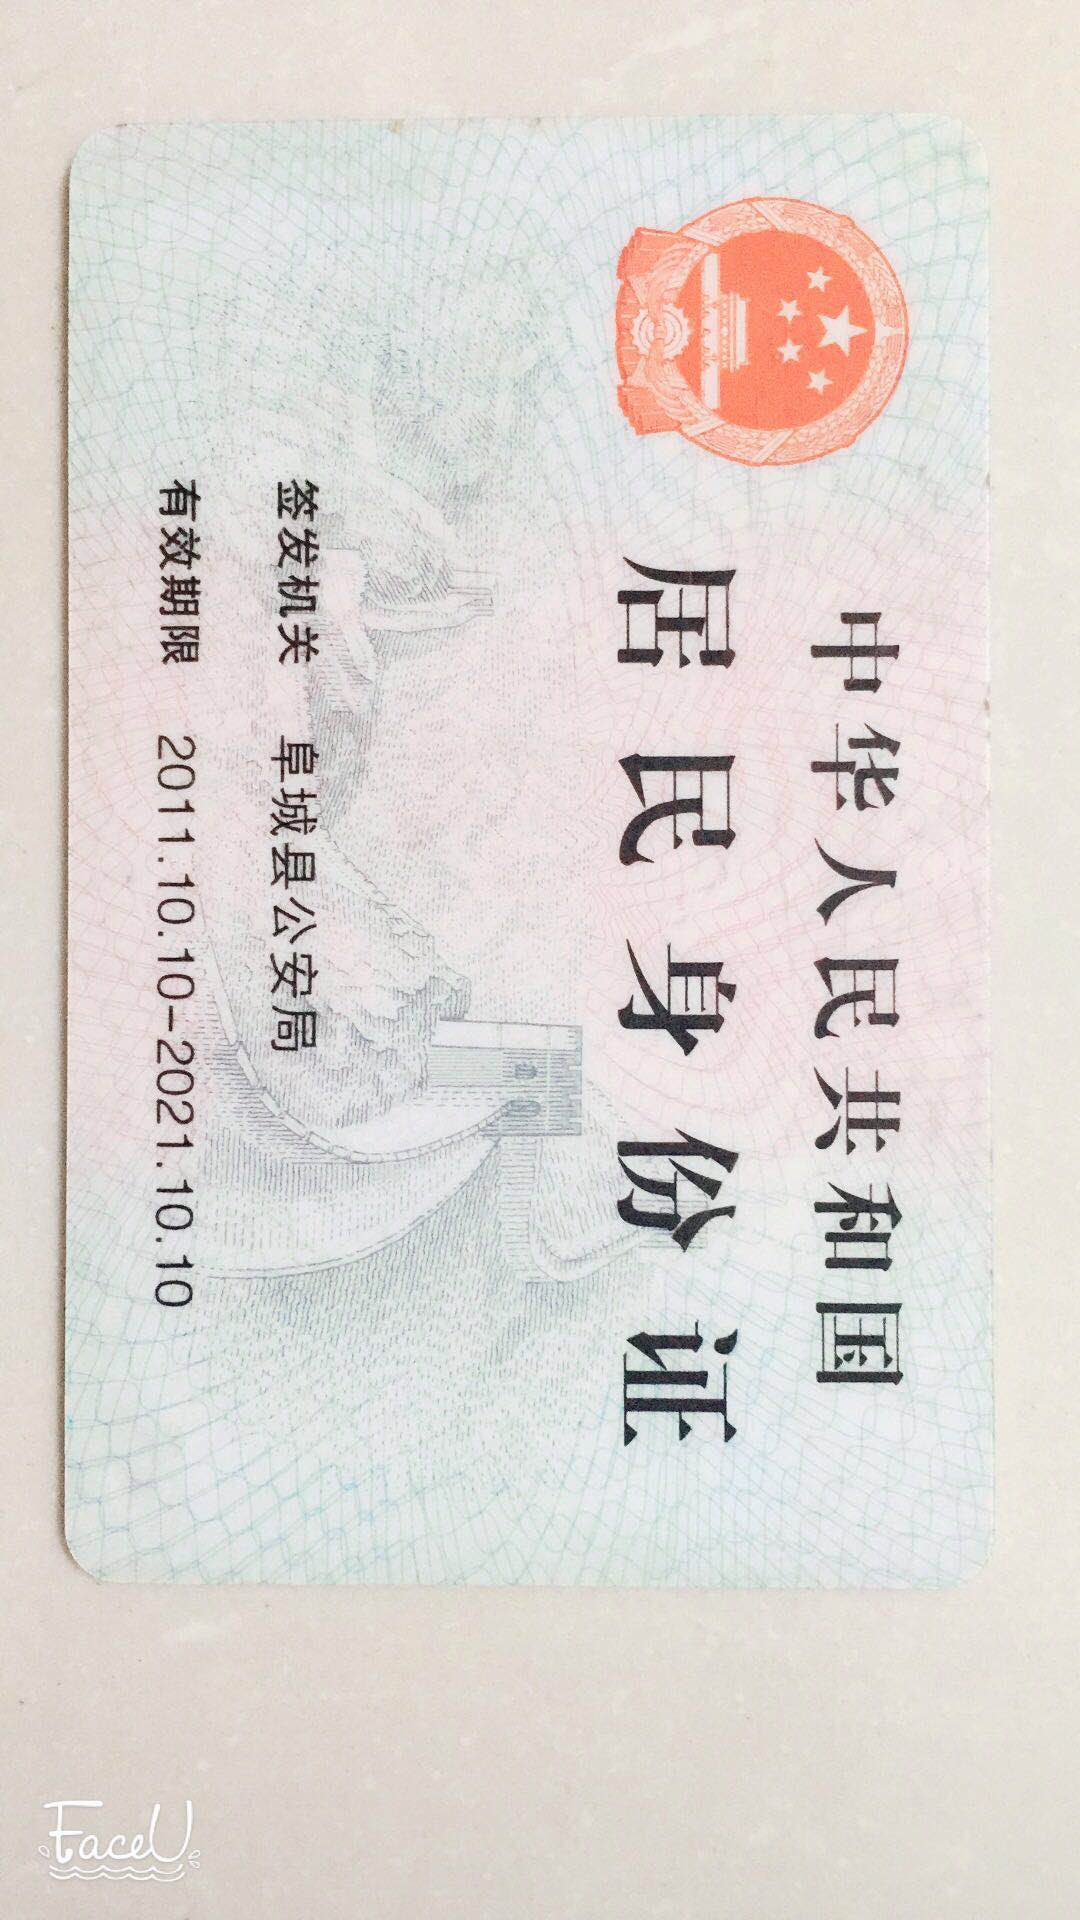 中华人民共和国
居民身份证
签发机关 阜城县公安局
有效期限 2011.10.10-2021.10.10
FaceU